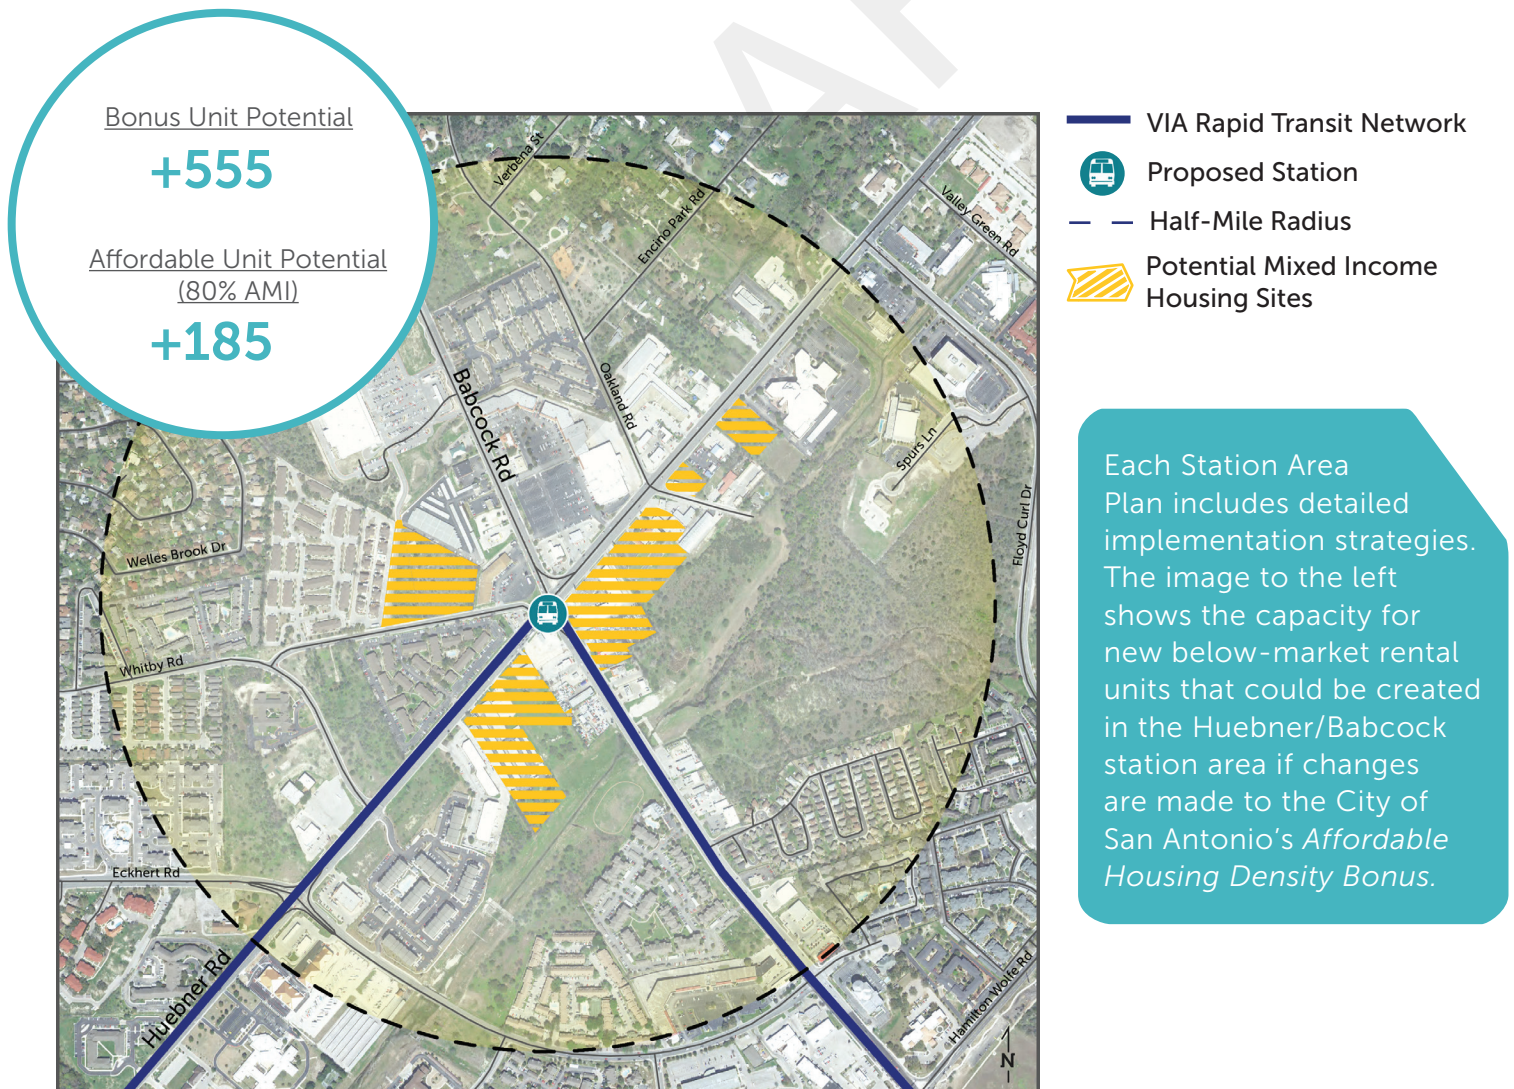 Bonus Unit Potential
+555
Affordable Unit Potential
(80% AMI)
+185
VIA Rapid Transit Network
Proposed Station
Half-Mile Radius
Potential Mixed Income
Housing Sites
Each Station Area
Plan includes detailed
implementation strategies.
The image to the left
shows the capacity for
new below-market rental
units that could be created
in the Huebner/Babcock
station area if changes
are made to the City of
San Antonio’s Affordable
Housing Density Bonus.
Verbena St
Encino Park Rd
Valley Green Rd
Babcock Rd
Oakland Rd
Spurs Ln
Floyd Curl Dr
Welles Brook Dr
Whitby Rd
Eckhert Rd
Huebner Rd
Hamilton Wolfe Rd
N